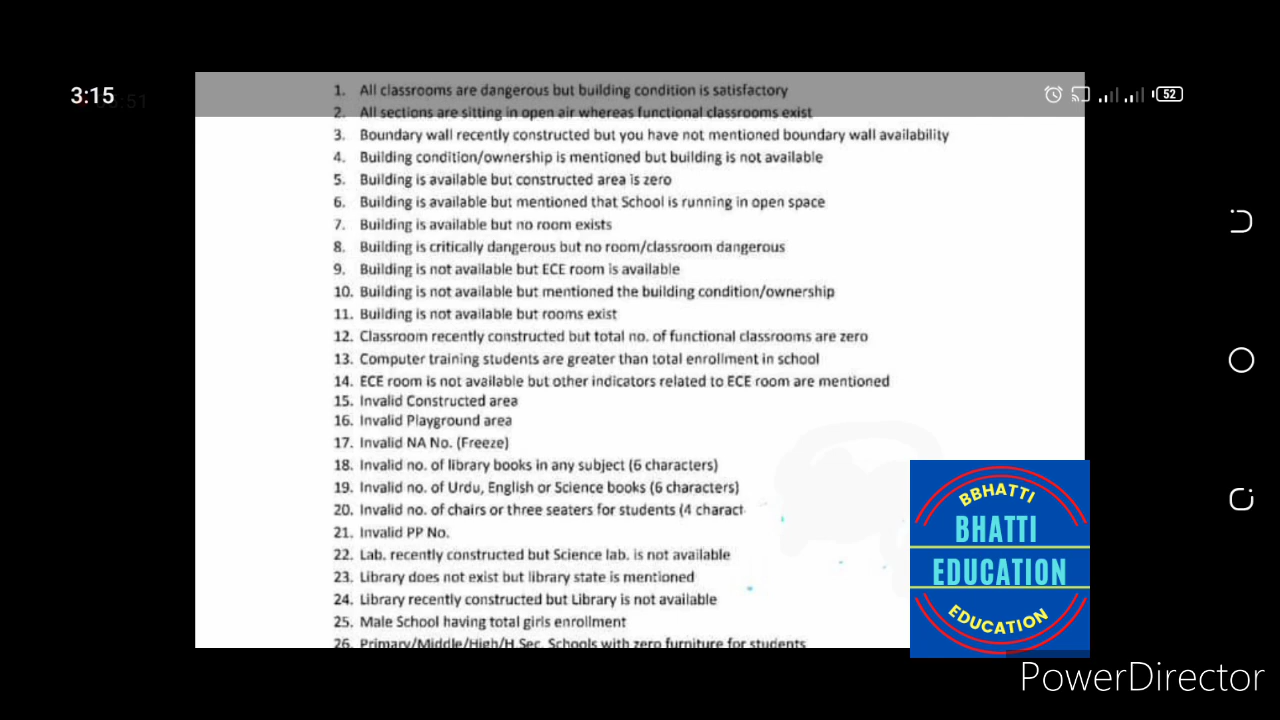 3:15
52
1. All classrooms are dangerous but building condition is satisfactory
2. All sections are sitting in open air whereas functional classrooms exist
3. Boundary wall recently constructed but you have not mentioned boundary wall availability
4. Building condition/ownership is mentioned but building is not available
5. Building is available but constructed area is zero
6. Building is available but mentioned that School is running in open space
7. Building is available but no room exists
8. Building is critically dangerous but no room/classroom dangerous
9. Building is not available but ECE room is available
10. Building is not available but mentioned the building condition/ownership
11. Building is not available but rooms exist
12. Classroom recently constructed but total no. of functional classrooms are zero
13. Computer training students are greater than total enrollment in school
14. ECE room is not available but other indicators related to ECE room are mentioned
15. Invalid Constructed area
16. Invalid Playground area
17. Invalid NA No. (Freeze)
18. Invalid no. of library books in any subject (6 characters)
19. Invalid no. of Urdu, English or Science books (6 characters)
20. Invalid no. of chairs or three seaters for students (4 charact
21. Invalid PP No.
22. Lab. recently constructed but Science lab. is not available
23. Library does not exist but library state is mentioned
24. Library recently constructed but Library is not available
25. Male School having total girls enrollment
26. Primary/Middle/High/H.Sec. Schools with zero furniture for students
BBHATTI
BHATTI
EDUCATION
EDUCATION
PowerDirector